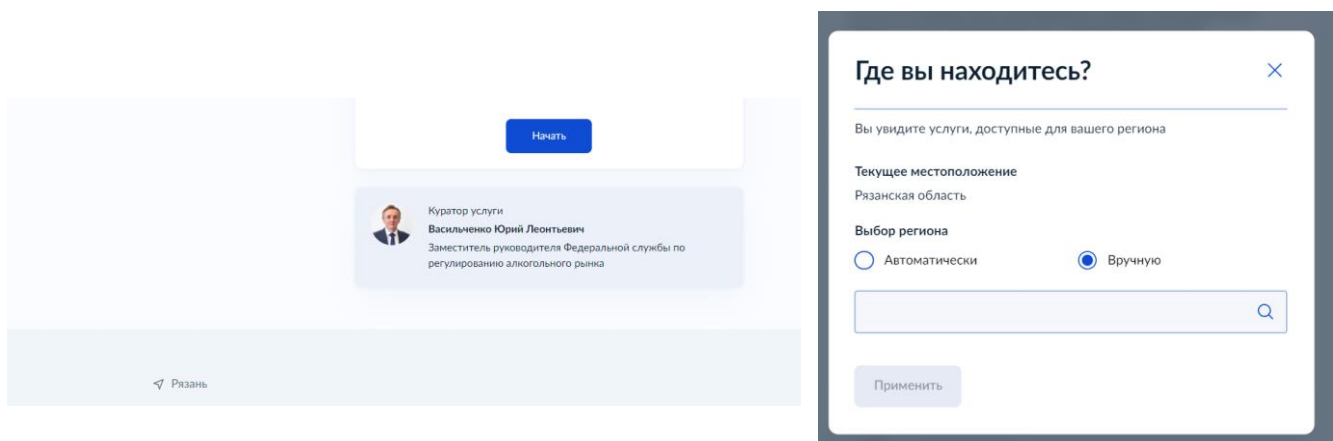 Начать
Куратор услуги
Васильченко Юрий Леонтьевич
Заместитель руководителя Федеральной службы по
регулированию алкогольного рынка
Рязань
Где вы находитесь?
Вы увидите услуги, доступные для вашего региона
Текущее местоположение
Рязанская область
Выбор региона
Автоматически Вручную
Применить